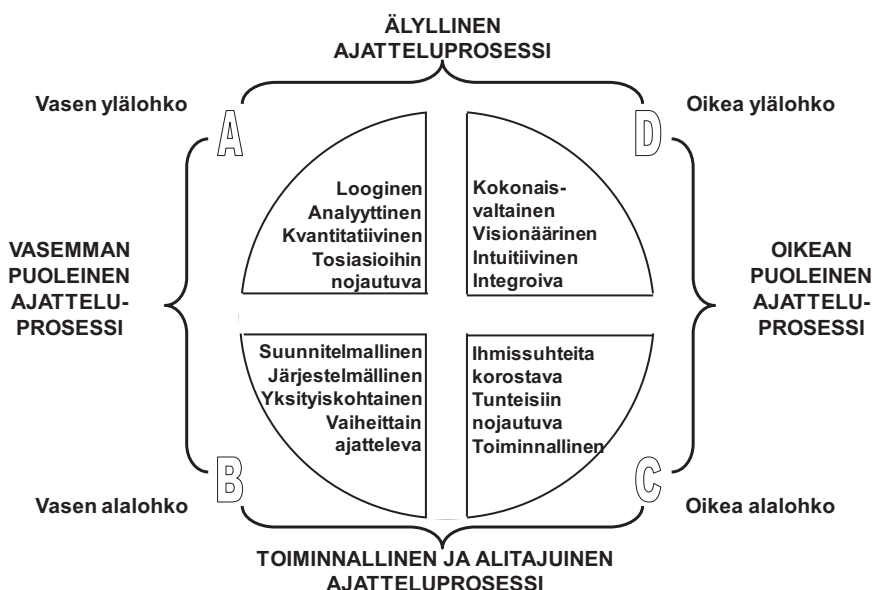 ÄLYLLINEN
AJATTELUPROSESSI
Vasen ylälohko
A
D
Oikea ylälohko
Looginen
Analyyttinen
Kvantitatiivinen
Tosiasioihin
nojautuva
Kokonais-
valtainen
Visionäärinen
Intuitiivinen
Integroiva
VASEMMAN
PUOLEINEN
AJATTELU-
PROSESSI
OIKEAN
PUOLEINEN
AJATTELU-
PROSESSI
Suunnitelmallinen
Järjestelmällinen
Yksityiskohtainen
Vaiheittain
ajatteleva
Ihmissuhteita
korostava
Tunteisiin
nojautuva
Toiminnallinen
B
C
Vasen alalohko
Oikea alalohko
TOIMINNALLINEN JA ALITAJUINEN
AJATTELUPROSESSI